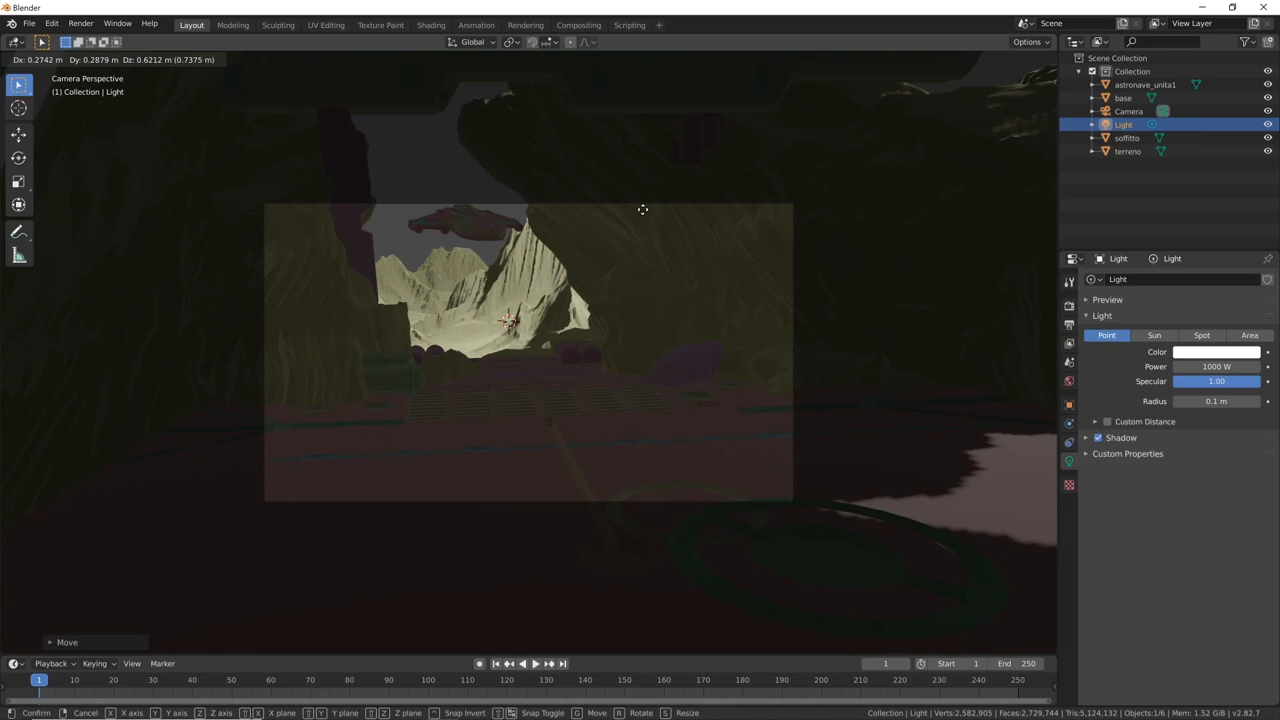 Blender
File Edit Render Window Help Layout Modeling Sculpting UV Editing Texture Paint Shading Animation Rendering Compositing Scripting + Scene View Layer
Global Options
Dx: 0.2742 m Dy: 0.2879 m Dz: 0.6212 m (0.7375 m)
Camera Perspective
(1) Collection | Light
Scene Collection
Collection
astronave_unita1
base
Camera
Light
soffitto
terreno
Light Light
Light
Preview
Light
Point Sun Spot Area
Color
Power 1000 W
Specular 1.00
Radius 0.1 m
Custom Distance
Shadow
Custom Properties
Move
Playback Keying View Marker 1 Start 1 End 250
1 10 20 30 40 50 60 70 80 90 100 110 120 130 140 150 160 170 180 190 200 210 220 230 240 250
Confirm Cancel X X axis Y Y axis Z Z axis X X plane Y Y plane Z Z plane Snap Invert Snap Toggle G Move R Rotate S Resize Collection | Light | Verts:2,582,905 | Faces:2,729,744 | Tris:5,124,132 | Objects:1/6 | Mem: 1.52 GiB | v2.82.7